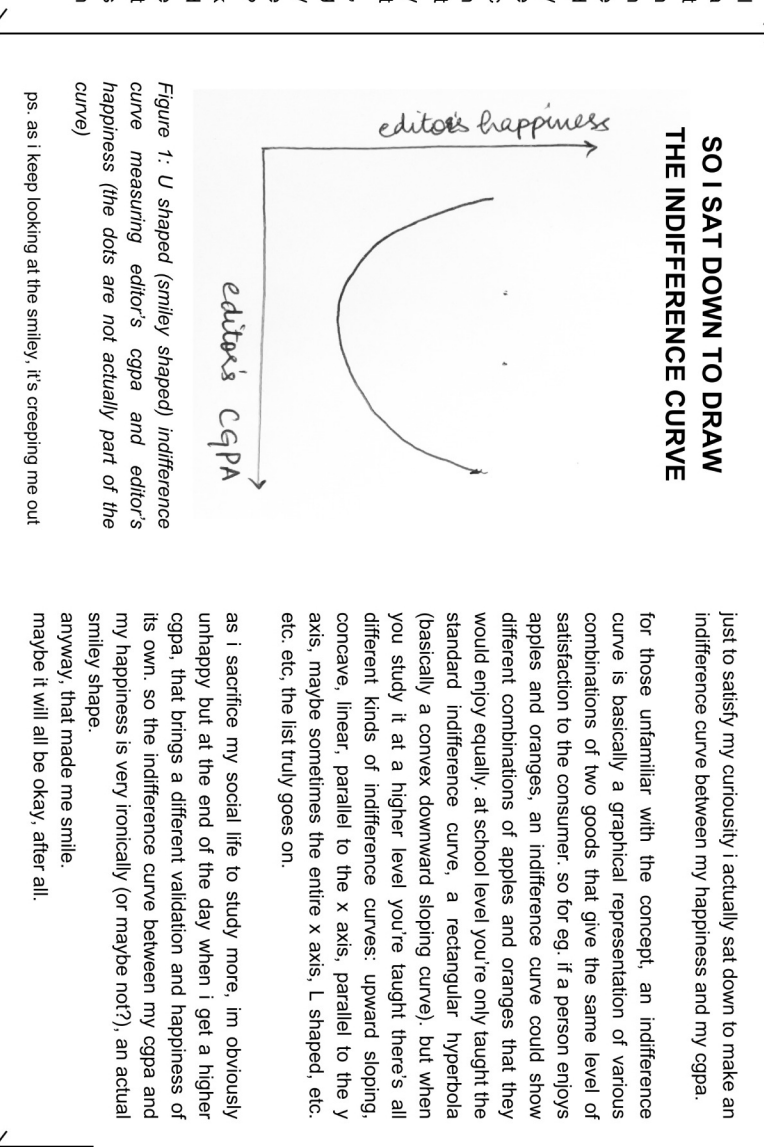 SO I SAT DOWN TO DRAW
THE INDIFFERENCE CURVE
editor's happiness
editor's CGPA
Figure 1: U shaped (smiley shaped) indifference
curve measuring editor's cgpa and editor's
happiness (the dots are not actually part of the
curve)
ps. as i keep looking at the smiley, it's creeping me out
just to satisfy my curiousity i actually sat down to make an
indifference curve between my happiness and my cgpa.
for those unfamiliar with the concept, an indifference
curve is basically a graphical representation of various
combinations of two goods that give the same level of
satisfaction to the consumer. so for eg. if a person enjoys
apples and oranges, an indifference curve could show
different combinations of apples and oranges that they
would enjoy equally. at school level you're only taught the
standard indifference curve, a rectangular hyperbola
(basically a convex downward sloping curve). but when
you study it at a higher level you're taught there's all
different kinds of indifference curves: upward sloping,
concave, linear, parallel to the x axis, parallel to the y
axis, maybe sometimes the entire x axis, L shaped, etc.
etc. etc, the list truly goes on.
as i sacrifice my social life to study more, im obviously
unhappy but at the end of the day when i get a higher
cgpa, that brings a different validation and happiness of
its own. so the indifference curve between my cgpa and
my happiness is very ironically (or maybe not?), an actual
smiley shape.
anyway, that made me smile.
maybe it will all be okay, after all.